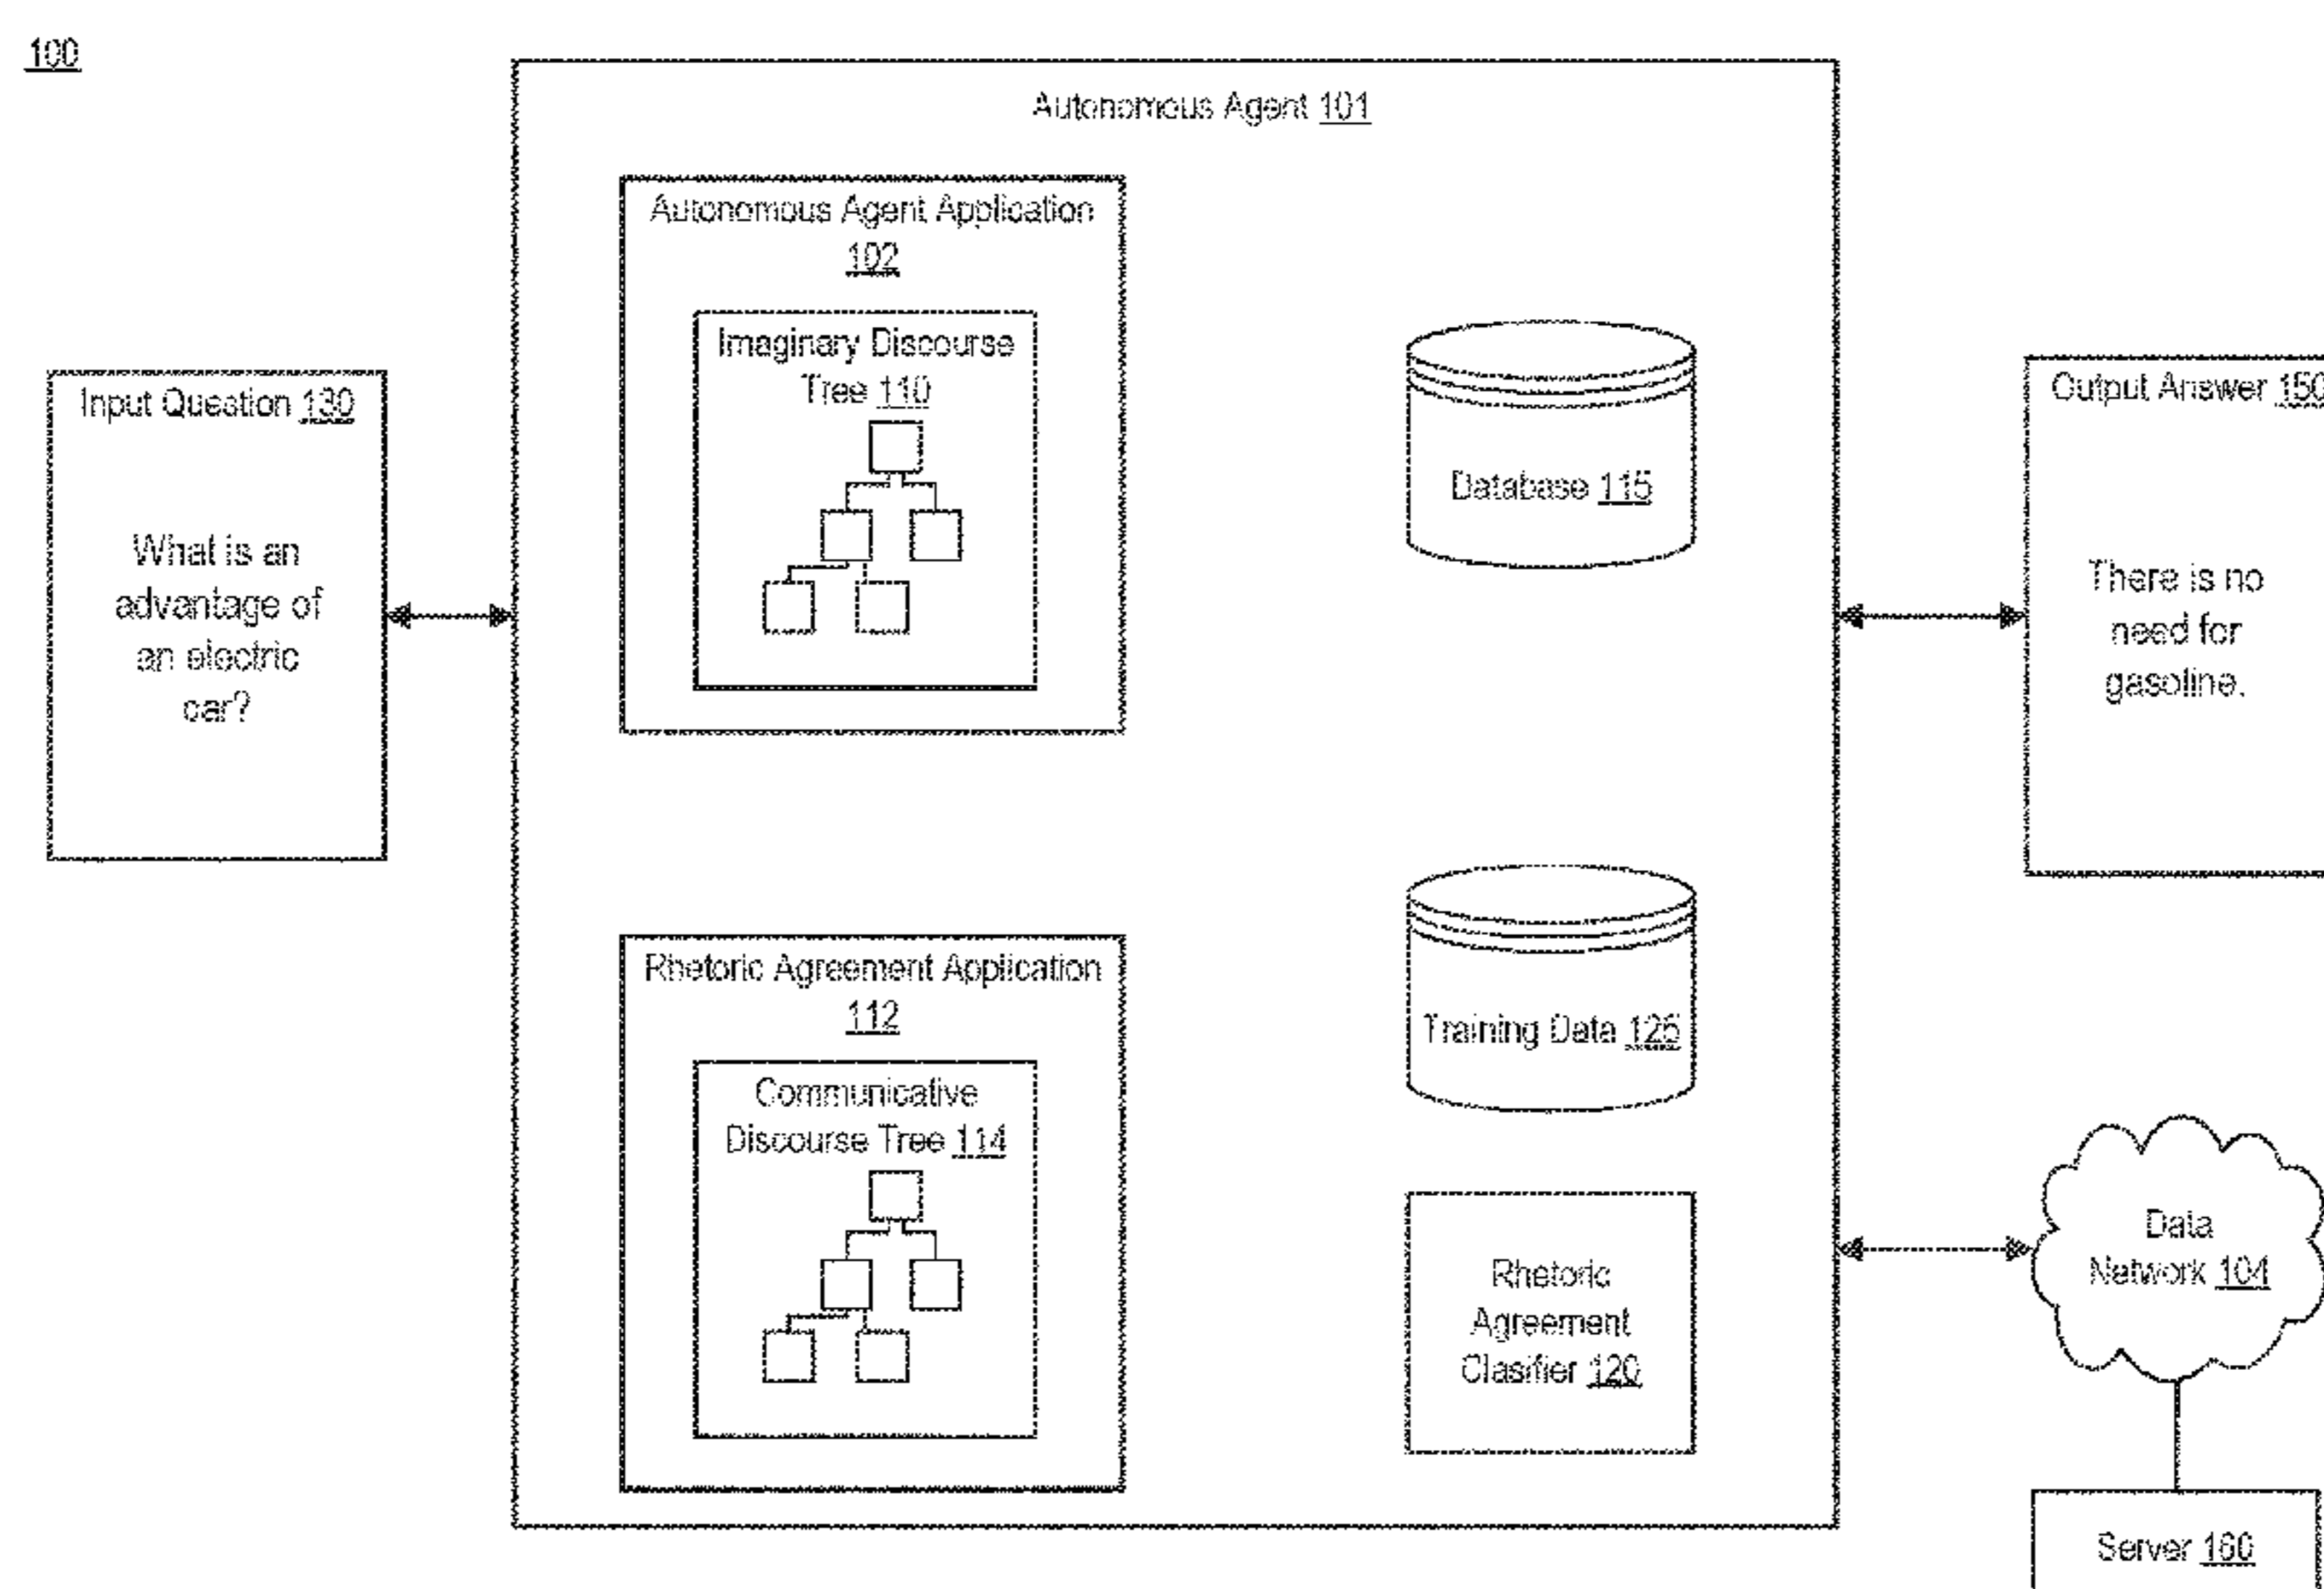 100
Autonomous Agent 101
Autonomous Agent Application
102
Imaginary Discourse
Tree 110
Input Question 130
What is an
advantage of
an electric
car?
Database 115
Output Answer 150
There is no
need for
gasoline.
Rhetoric Agreement Application
112
Communicative
Discourse Tree 114
Training Data 125
Rhetoric
Agreement
Clasifier 120
Data
Network 104
Server 160